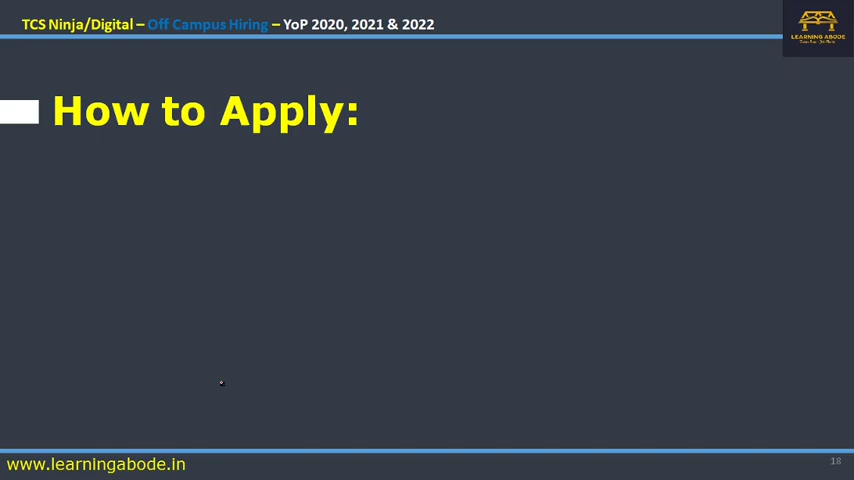 TCS Ninja/Digital – Off Campus Hiring – YoP 2020, 2021 & 2022
LEARNING ABODE
How to Apply:
www.learningabode.in
18